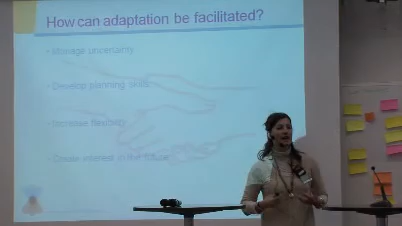 How can adaptation be facilitated?
• Manage uncertainty
• Develop planning skills
• Increase flexibility
• Create interest in the future